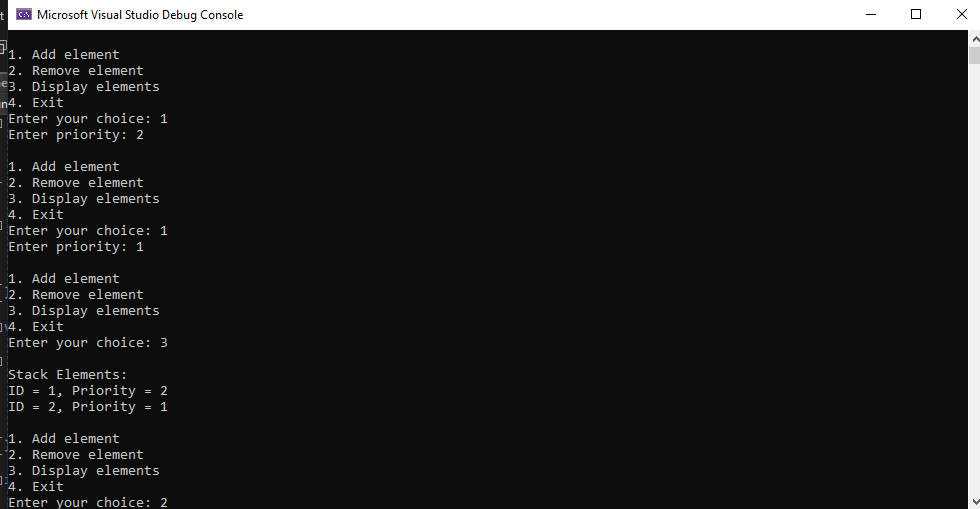 Microsoft Visual Studio Debug Console
1. Add element
2. Remove element
3. Display elements
4. Exit
Enter your choice: 1
Enter priority: 2
1. Add element
2. Remove element
3. Display elements
4. Exit
Enter your choice: 1
Enter priority: 1
1. Add element
2. Remove element
3. Display elements
4. Exit
Enter your choice: 3
Stack Elements:
ID = 1, Priority = 2
ID = 2, Priority = 1
1. Add element
2. Remove element
3. Display elements
4. Exit
Enter your choice: 2